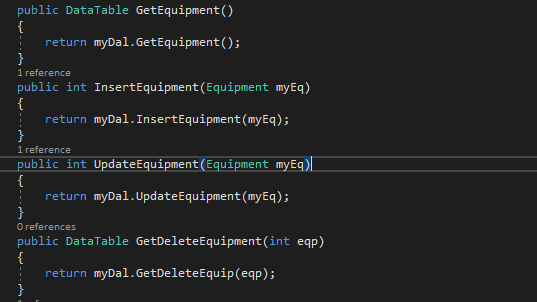 public DataTable GetEquipment()
{
return myDal.GetEquipment();
}
1 reference
public int InsertEquipment(Equipment myEq)
{
return myDal.InsertEquipment(myEq);
}
1 reference
public int UpdateEquipment(Equipment myEq)
{
return myDal.UpdateEquipment(myEq);
}
0 references
public DataTable GetDeleteEquipment(int eqp)
{
return myDal.GetDeleteEquip(eqp);
}